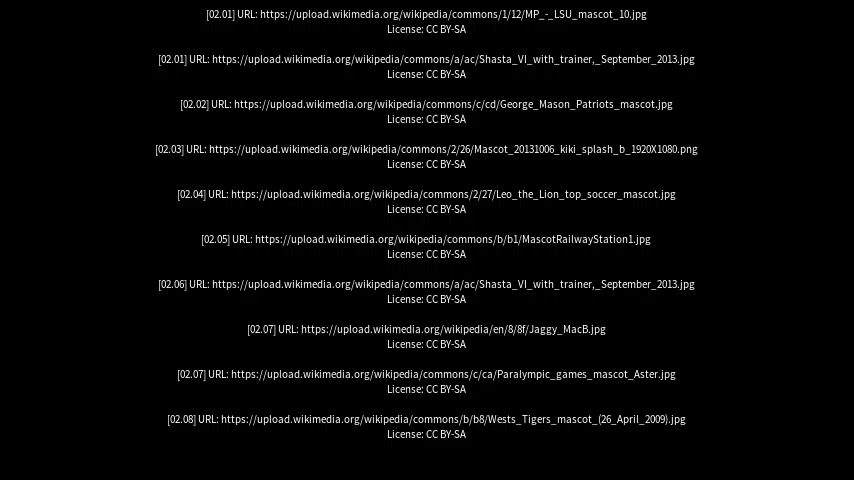 [02.01] URL: https://upload.wikimedia.org/wikipedia/commons/1/12/MP_-_LSU_mascot_10.jpg
License: CC BY-SA
[02.01] URL: https://upload.wikimedia.org/wikipedia/commons/a/ac/Shasta_VI_with_trainer,_September_2013.jpg
License: CC BY-SA
[02.02] URL: https://upload.wikimedia.org/wikipedia/commons/c/cd/George_Mason_Patriots_mascot.jpg
License: CC BY-SA
[02.03] URL: https://upload.wikimedia.org/wikipedia/commons/2/26/Mascot_20131006_kiki_splash_b_1920X1080.png
License: CC BY-SA
[02.04] URL: https://upload.wikimedia.org/wikipedia/commons/2/27/Leo_the_Lion_top_soccer_mascot.jpg
License: CC BY-SA
[02.05] URL: https://upload.wikimedia.org/wikipedia/commons/b/b1/MascotRailwayStation1.jpg
License: CC BY-SA
[02.06] URL: https://upload.wikimedia.org/wikipedia/commons/a/ac/Shasta_VI_with_trainer,_September_2013.jpg
License: CC BY-SA
[02.07] URL: https://upload.wikimedia.org/wikipedia/en/8/8f/Jaggy_MacB.jpg
License: CC BY-SA
[02.07] URL: https://upload.wikimedia.org/wikipedia/commons/c/ca/Paralympic_games_mascot_Aster.jpg
License: CC BY-SA
[02.08] URL: https://upload.wikimedia.org/wikipedia/commons/b/b8/Wests_Tigers_mascot_(26_April_2009).jpg
License: CC BY-SA